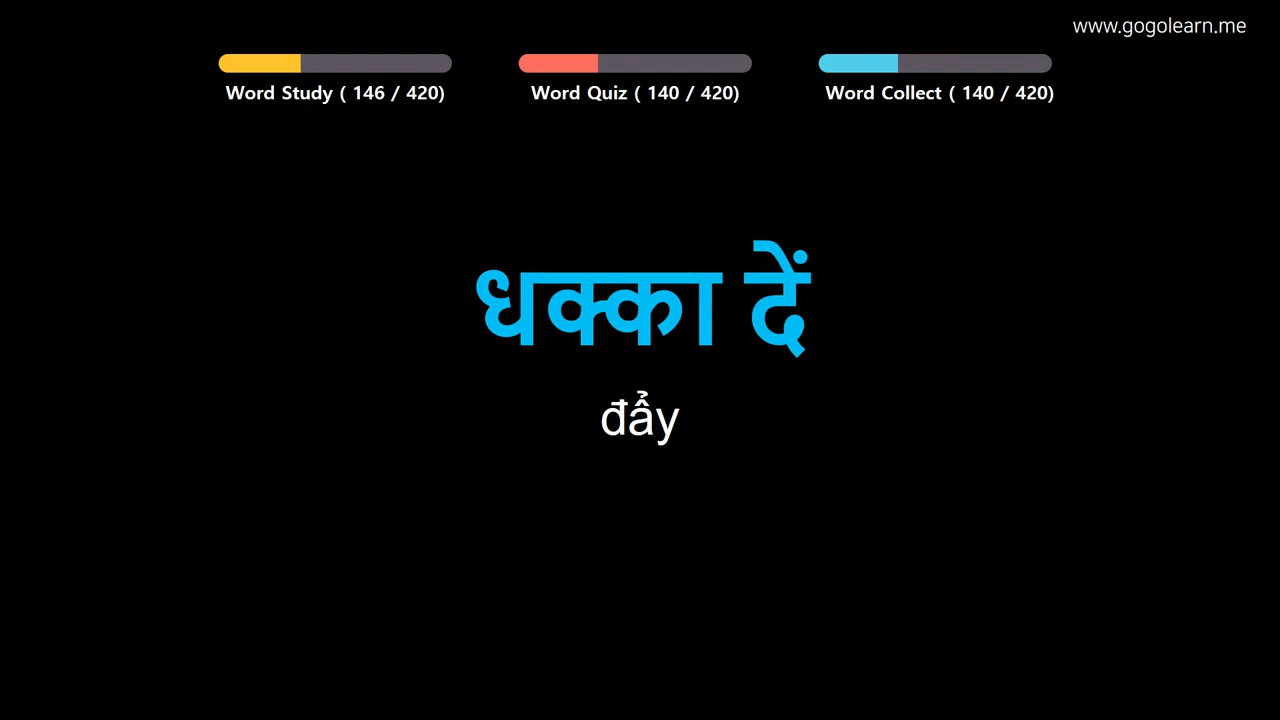 www.gogolearn.me
Word Study ( 146 / 420)
Word Quiz ( 140 / 420)
Word Collect ( 140 / 420)
धक्का दें
đẩy